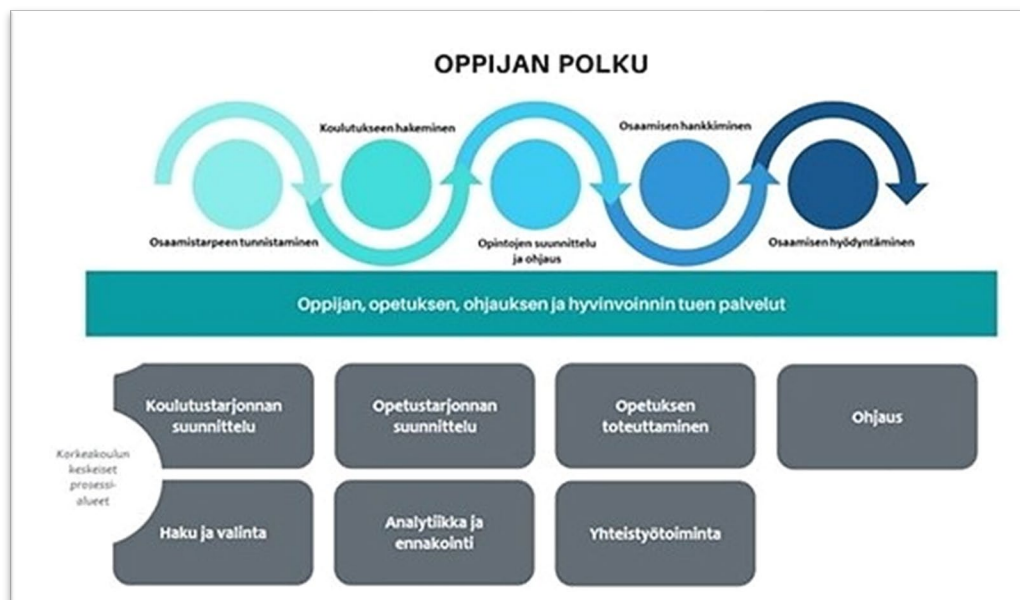 OPPIJAN POLKU
Koulutukseen hakeminen
Osaamisen hankkiminen
Osaamistarpeen tunnistaminen
Opintojen suunnittelu
ja ohjaus
Osaamisen hyödyntäminen
Oppijan, opetuksen, ohjauksen ja hyvinvoinnin tuen palvelut
Korkeakoulun
keskeiset
prosessi-
alueet
Koulutustarjonnan
suunnittelu
Opetustarjonnan
suunnittelu
Opetuksen
toteuttaminen
Ohjaus
Haku ja valinta
Analytiikka ja
ennakointi
Yhteistyötoiminta